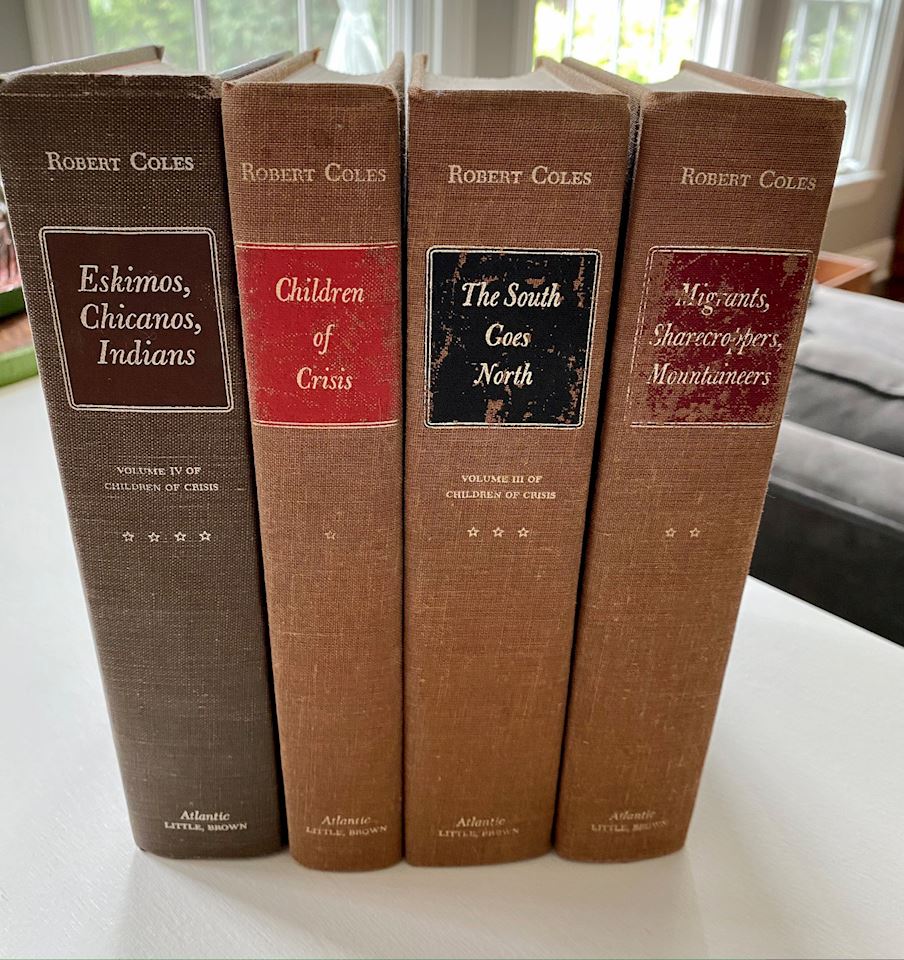 ROBERT COLES
Eskimos,
Chicanos,
Indians
VOLUME IV OF
CHILDREN OF CRISIS
Atlantic
LITTLE, BROWN
ROBERT COLES
Children
of
Crisis
Atlantic
LITTLE, BROWN
ROBERT COLES
The South
Goes
North
VOLUME III OF
CHILDREN OF CRISIS
Atlantic
LITTLE, BROWN
ROBERT COLES
Migrants,
Sharecroppers,
Mountaineers
Atlantic
LITTLE, BROWN